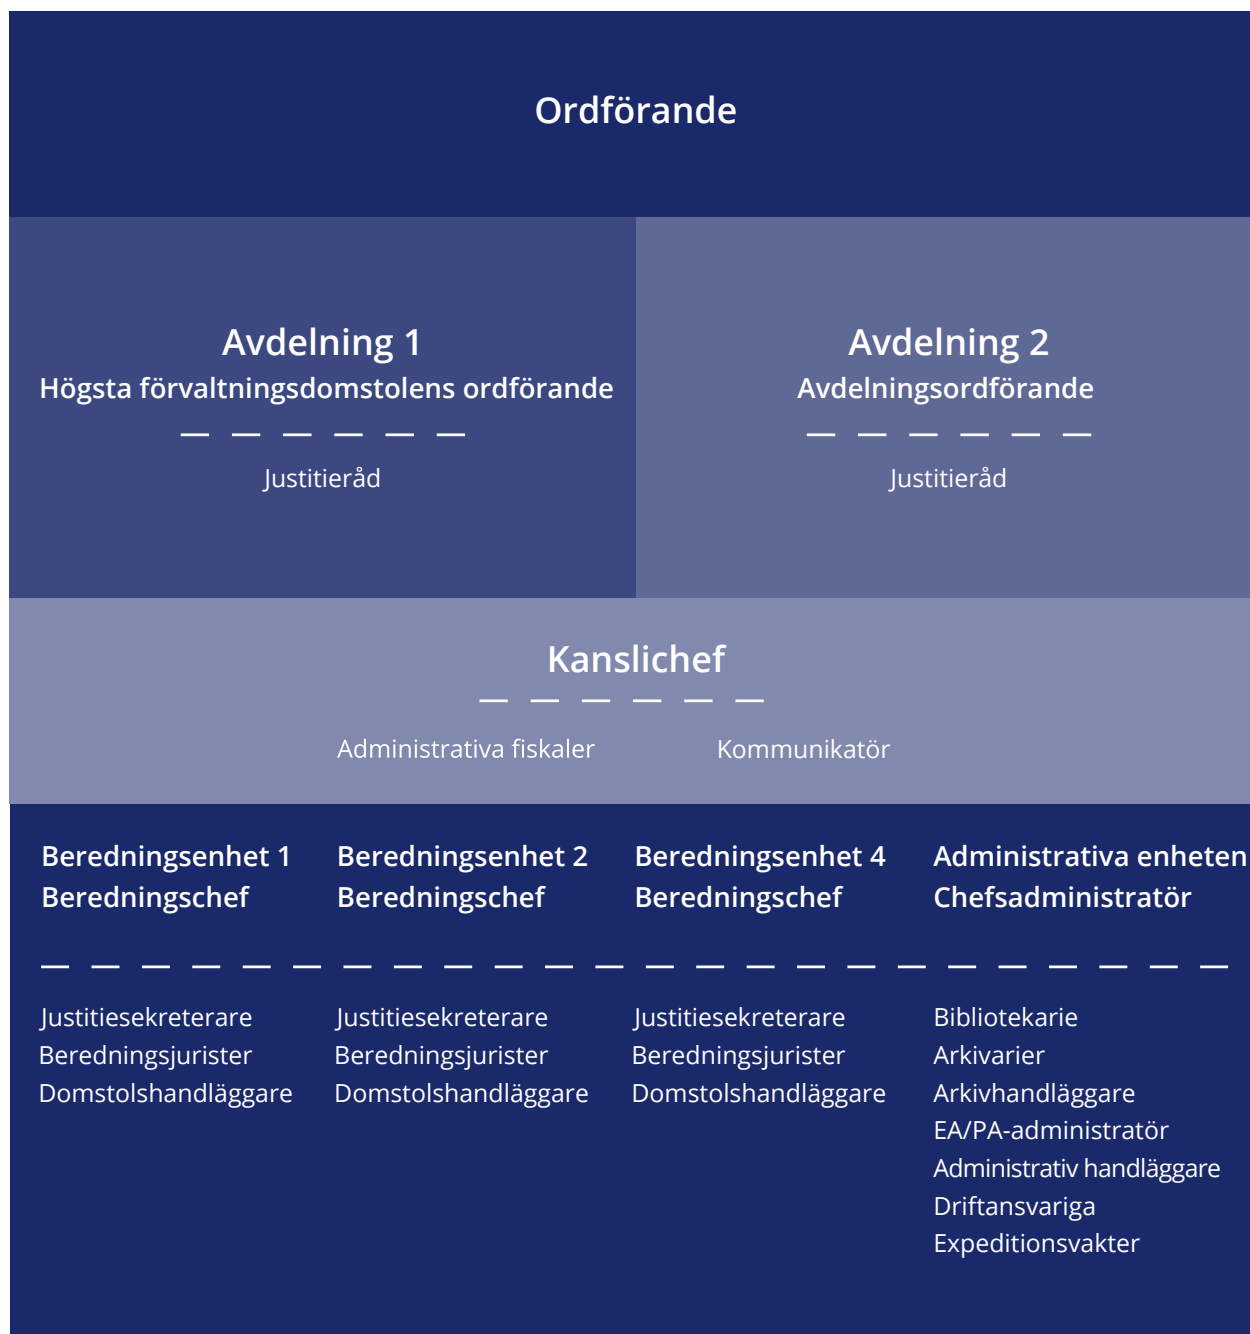 Ordförande
Avdelning 1
Högsta förvaltningsdomstolens ordförande
Justitieråd
Avdelning 2
Avdelningsordförande
Justitieråd
Kanslichef
Administrativa fiskaler
Kommunikatör
Beredningsenhet 1
Beredningschef
Justitiesekreterare
Beredningsjurister
Domstolshandläggare
Beredningsenhet 2
Beredningschef
Justitiesekreterare
Beredningsjurister
Domstolshandläggare
Beredningsenhet 4
Beredningschef
Justitiesekreterare
Beredningsjurister
Domstolshandläggare
Administrativa enheten
Chefsadministratör
Bibliotekarie
Arkivarier
Arkivhandläggare
EA/PA-administratör
Administrativ handläggare
Driftansvariga
Expeditionsvakter